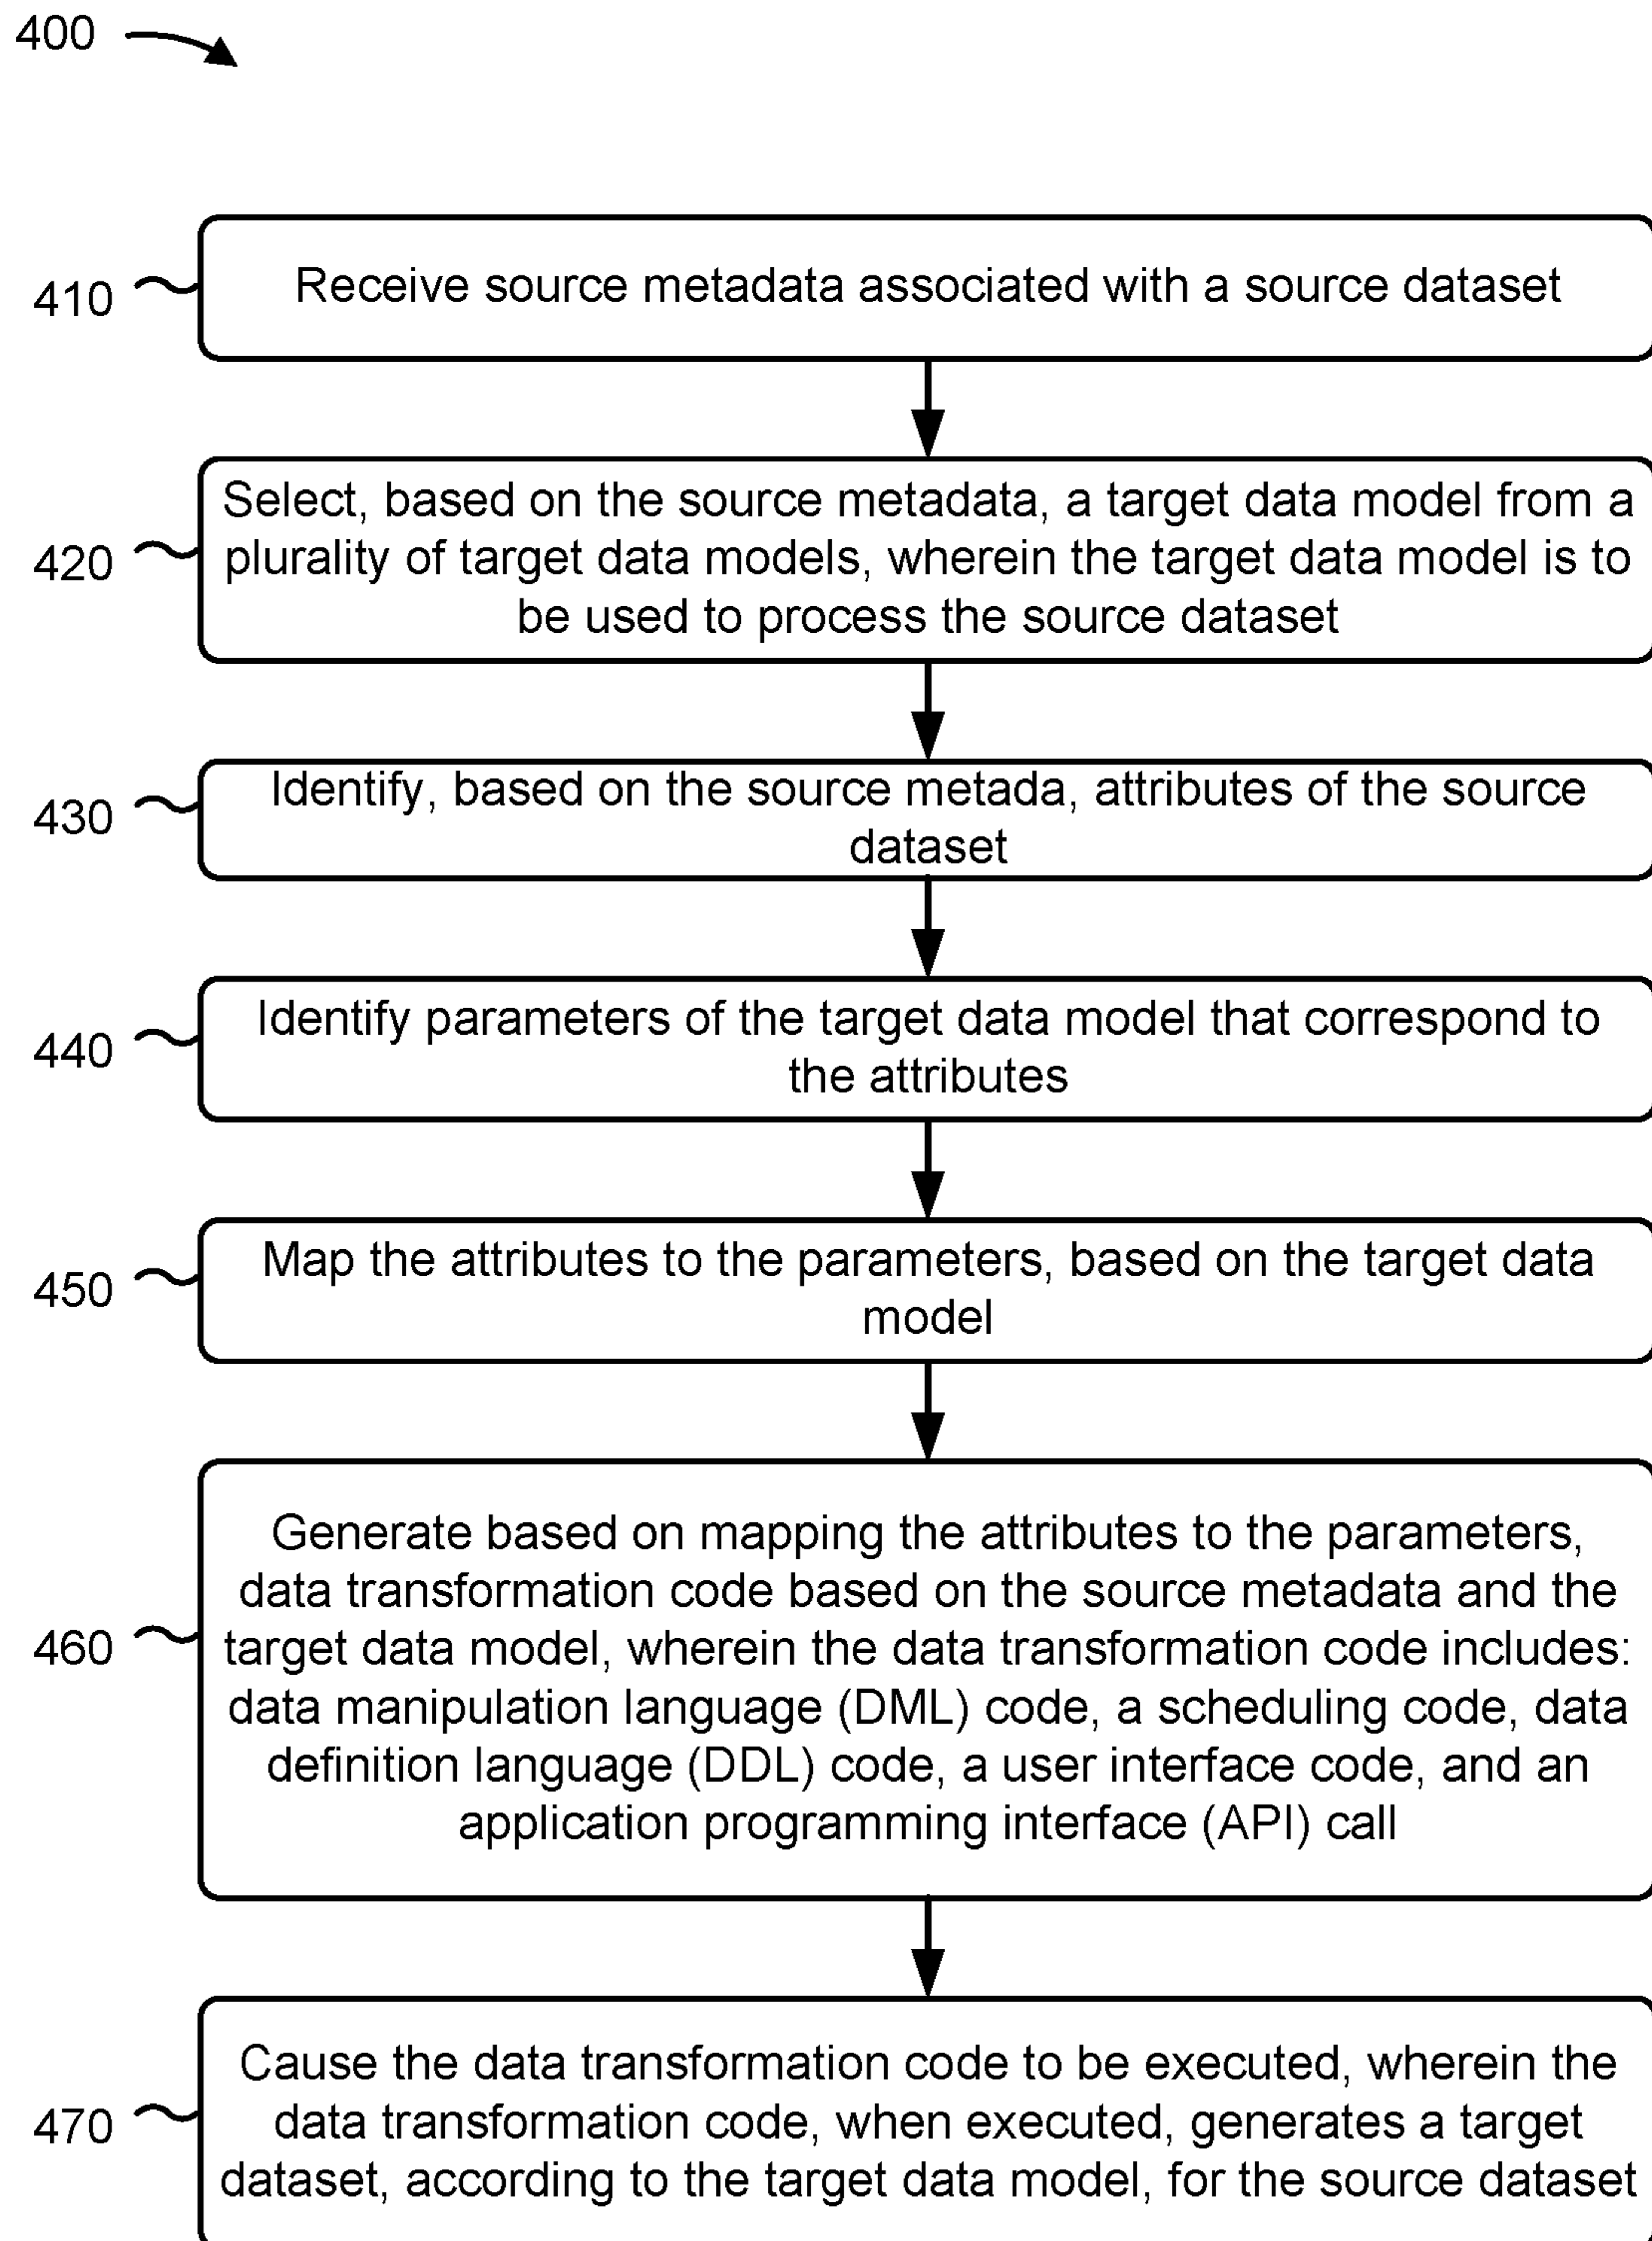 400
410
Receive source metadata associated with a source dataset
420
Select, based on the source metadata, a target data model from a
plurality of target data models, wherein the target data model is to
be used to process the source dataset
430
Identify, based on the source metada, attributes of the source
dataset
440
Identify parameters of the target data model that correspond to
the attributes
450
Map the attributes to the parameters, based on the target data
model
460
Generate based on mapping the attributes to the parameters,
data transformation code based on the source metadata and the
target data model, wherein the data transformation code includes:
data manipulation language (DML) code, a scheduling code, data
definition language (DDL) code, a user interface code, and an
application programming interface (API) call
470
Cause the data transformation code to be executed, wherein the
data transformation code, when executed, generates a target
dataset, according to the target data model, for the source dataset